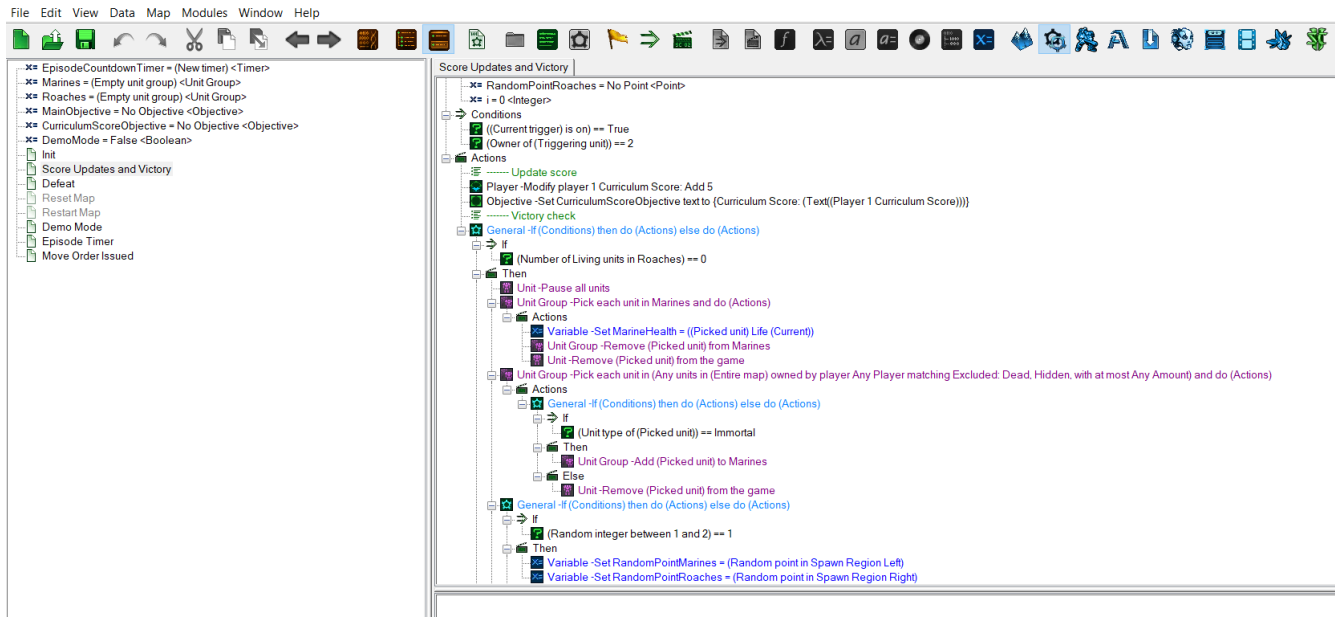 File Edit View Data Map Modules Window Help
EpisodeCountdownTimer = (New timer) <Timer>
Marines = (Empty unit group) <Unit Group>
Roaches = (Empty unit group) <Unit Group>
MainObjective = No Objective <Objective>
CurriculumScoreObjective = No Objective <Objective>
DemoMode = False <Boolean>
Init
Score Updates and Victory
Defeat
Reset Map
Restart Map
Demo Mode
Episode Timer
Move Order Issued
Score Updates and Victory
RandomPointRoaches = No Point <Point>
i = 0 <Integer>
Conditions
((Current trigger) is on) == True
(Owner of (Triggering unit)) == 2
Actions
------- Update score
Player -Modify player 1 Curriculum Score: Add 5
Objective -Set CurriculumScoreObjective text to {Curriculum Score: (Text((Player 1 Curriculum Score)))}
------- Victory check
General -If (Conditions) then do (Actions) else do (Actions)
If
(Number of Living units in Roaches) == 0
Then
Unit -Pause all units
Unit Group -Pick each unit in Marines and do (Actions)
Actions
Variable -Set MarineHealth = ((Picked unit) Life (Current))
Unit Group -Remove (Picked unit) from Marines
Unit -Remove (Picked unit) from the game
Unit Group -Pick each unit in (Any units in (Entire map) owned by player Any Player matching Excluded: Dead, Hidden, with at most Any Amount) and do (Actions)
Actions
General -If (Conditions) then do (Actions) else do (Actions)
If
(Unit type of (Picked unit)) == Immortal
Then
Unit Group -Add (Picked unit) to Marines
Else
Unit -Remove (Picked unit) from the game
General -If (Conditions) then do (Actions) else do (Actions)
If
(Random integer between 1 and 2) == 1
Then
Variable -Set RandomPointMarines = (Random point in Spawn Region Left)
Variable -Set RandomPointRoaches = (Random point in Spawn Region Right)